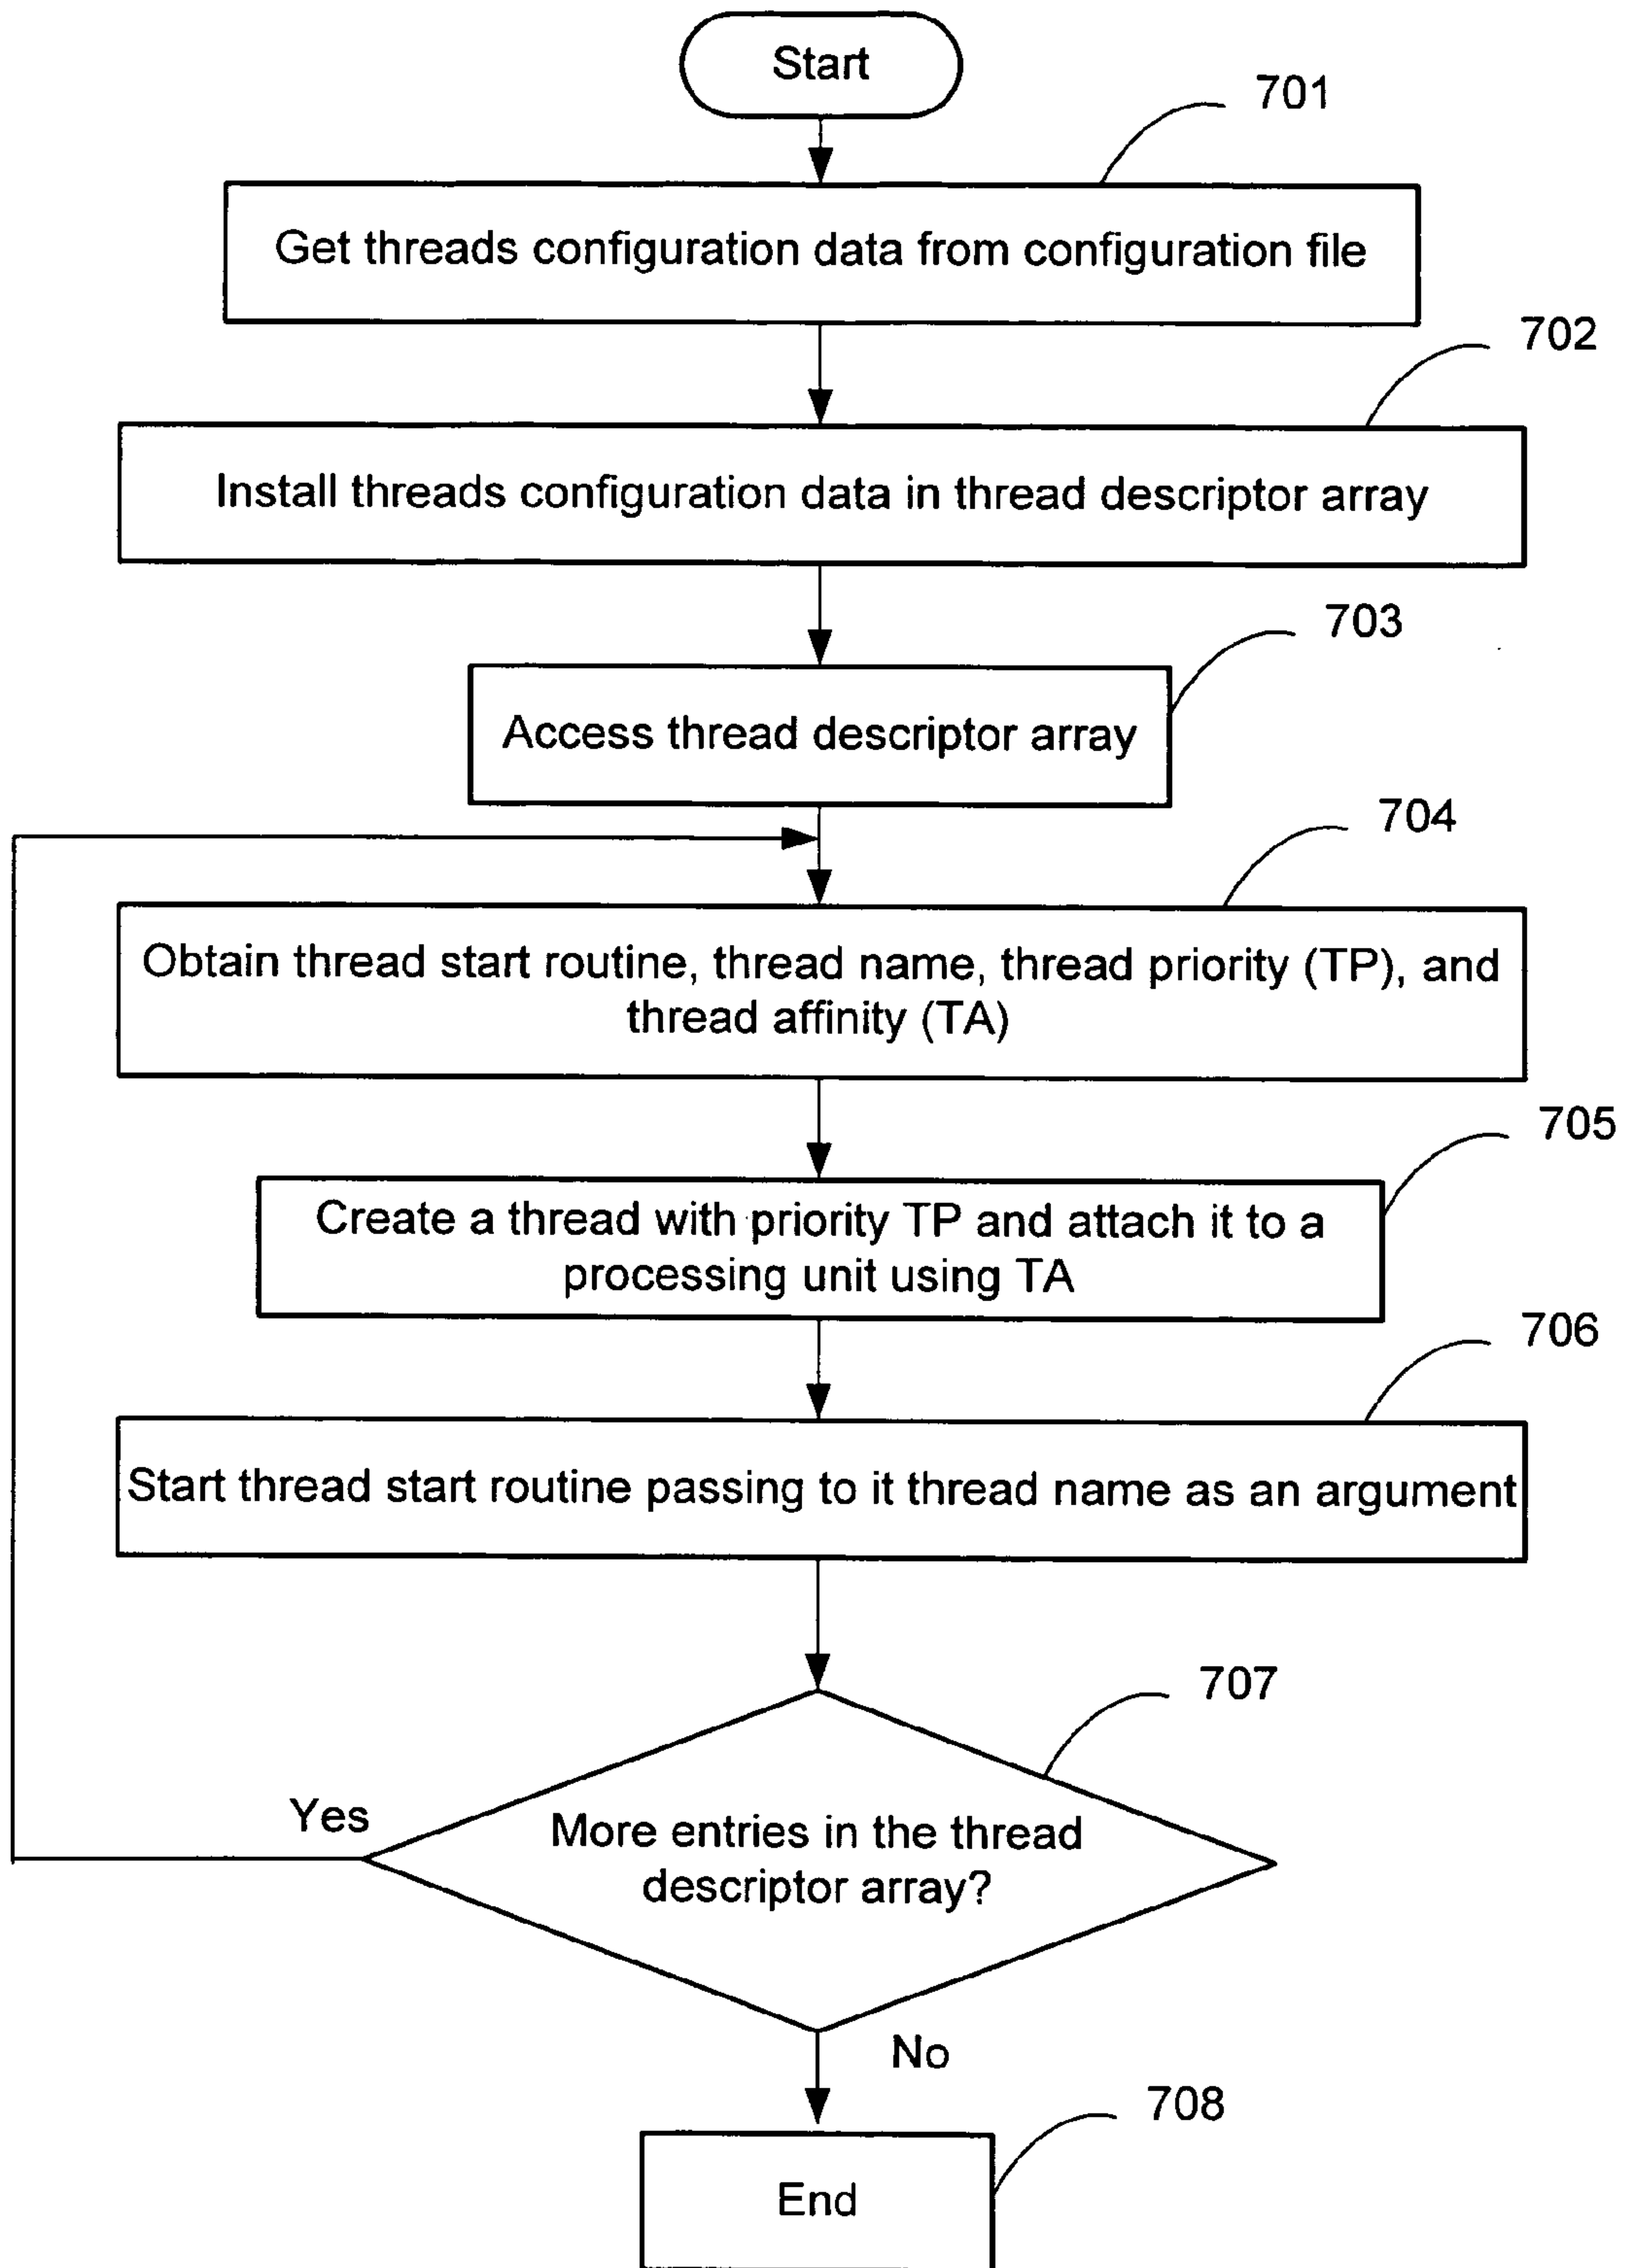 Start
701
Get threads configuration data from configuration file
702
Install threads configuration data in thread descriptor array
703
Access thread descriptor array
704
Obtain thread start routine, thread name, thread priority (TP), and
thread affinity (TA)
705
Create a thread with priority TP and attach it to a
processing unit using TA
706
Start thread start routine passing to it thread name as an argument
707
Yes
More entries in the thread
descriptor array?
No
708
End